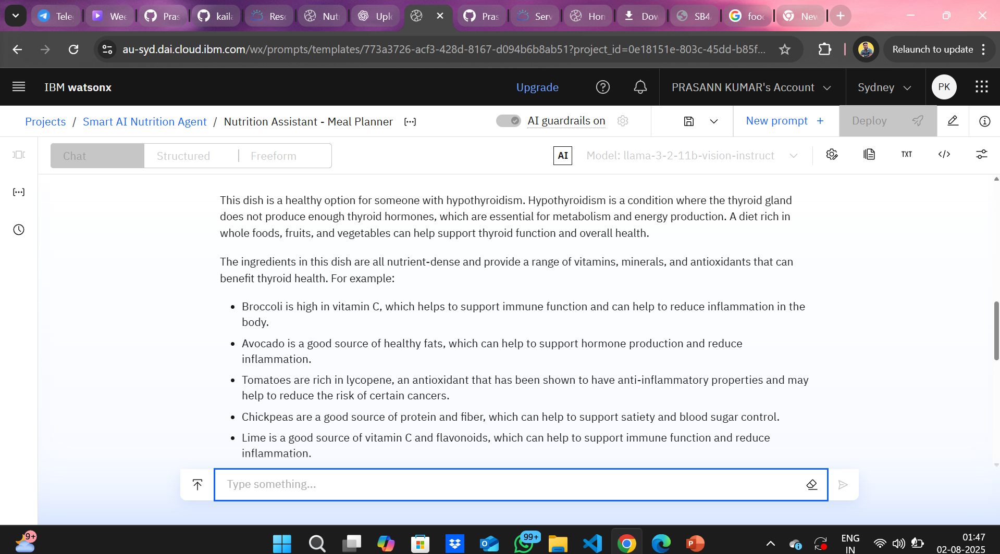 Tele
Wee
Pras
kaila
Reso
Nutr
Uplo
Pras
Serv
Hom
Dow
SB4
food
New
au-syd.dai.cloud.ibm.com/wx/prompts/templates/773a3726-acf3-428d-8167-d094b6b8ab51?project_id=0e18151e-803c-45dd-b85f...
Relaunch to update
IBM watsonx
Upgrade
PRASANN KUMAR's Account
Sydney
PK
Projects / Smart AI Nutrition Agent / Nutrition Assistant - Meal Planner
AI guardrails on
New prompt +
Deploy
Chat
Structured
Freeform
AI
Model: llama-3-2-11b-vision-instruct
TXT
This dish is a healthy option for someone with hypothyroidism. Hypothyroidism is a condition where the thyroid gland
does not produce enough thyroid hormones, which are essential for metabolism and energy production. A diet rich in
whole foods, fruits, and vegetables can help support thyroid function and overall health.
The ingredients in this dish are all nutrient-dense and provide a range of vitamins, minerals, and antioxidants that can
benefit thyroid health. For example:
• Broccoli is high in vitamin C, which helps to support immune function and can help to reduce inflammation in the
body.
• Avocado is a good source of healthy fats, which can help to support hormone production and reduce
inflammation.
• Tomatoes are rich in lycopene, an antioxidant that has been shown to have anti-inflammatory properties and may
help to reduce the risk of certain cancers.
• Chickpeas are a good source of protein and fiber, which can help to support satiety and blood sugar control.
• Lime is a good source of vitamin C and flavonoids, which can help to support immune function and reduce
inflammation.
Type something...
9+
99+
ENG
IN
01:47
02-08-2025